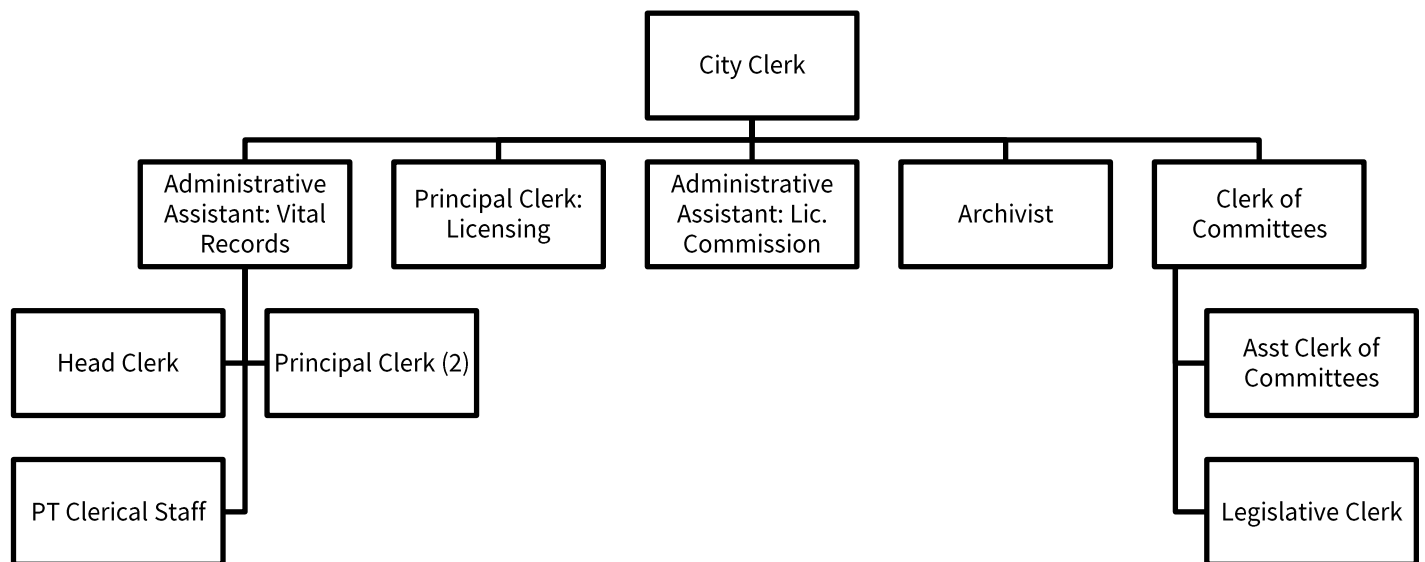 City Clerk
Administrative
Assistant: Vital
Records
Principal Clerk:
Licensing
Administrative
Assistant: Lic.
Commission
Archivist
Clerk of
Committees
Head Clerk
Principal Clerk (2)
Asst Clerk of
Committees
PT Clerical Staff
Legislative Clerk